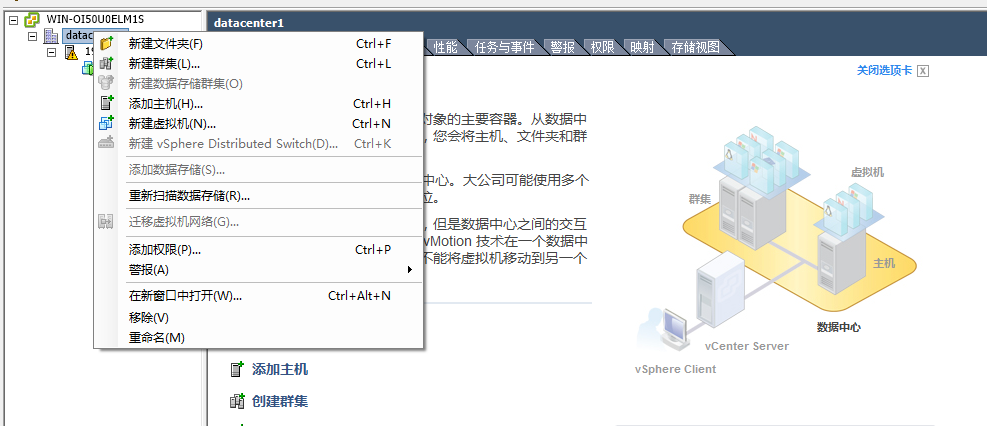 WIN-OI50U0ELM1S
datac
19
datacenter1
性能 任务与事件 警报 权限 映射 存储视图
关闭选项卡
新建文件夹(F) Ctrl+F
新建群集(L)... Ctrl+L
新建数据存储群集(O)
添加主机(H)... Ctrl+H
新建虚拟机(N)... Ctrl+N
新建 vSphere Distributed Switch(D)... Ctrl+K
添加数据存储(S)...
重新扫描数据存储(R)...
迁移虚拟机网络(G)...
添加权限(P)... Ctrl+P
警报(A)
在新窗口中打开(W)... Ctrl+Alt+N
移除(V)
重命名(M)
对象的主要容器。从数据中
，您会将主机、文件夹和群
中心。大公司可能使用多个
位。
，但是数据中心之间的交互
vMotion 技术在一个数据中
不能将虚拟机移动到另一个
添加主机
创建群集
虚拟机
群集
主机
数据中心
vCenter Server
vSphere Client